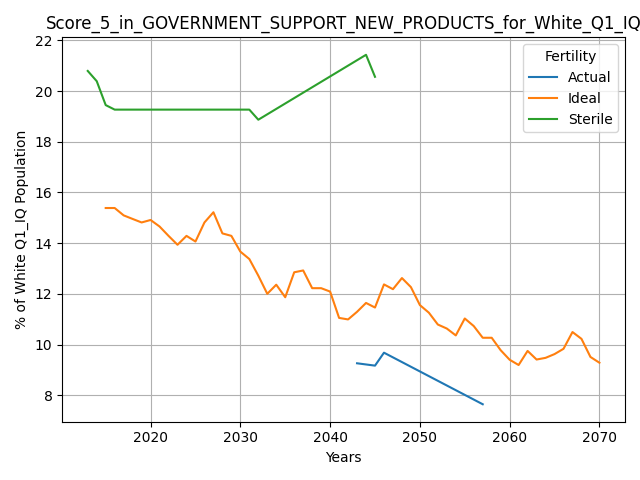 Score_5_in_GOVERNMENT_SUPPORT_NEW_PRODUCTS_for_White_Q1_IQ
22
20
18
16
14
12
10
8
% of White Q1_IQ Population
Fertility
Actual
Ideal
Sterile
2020 2030 2040 2050 2060 2070
Years